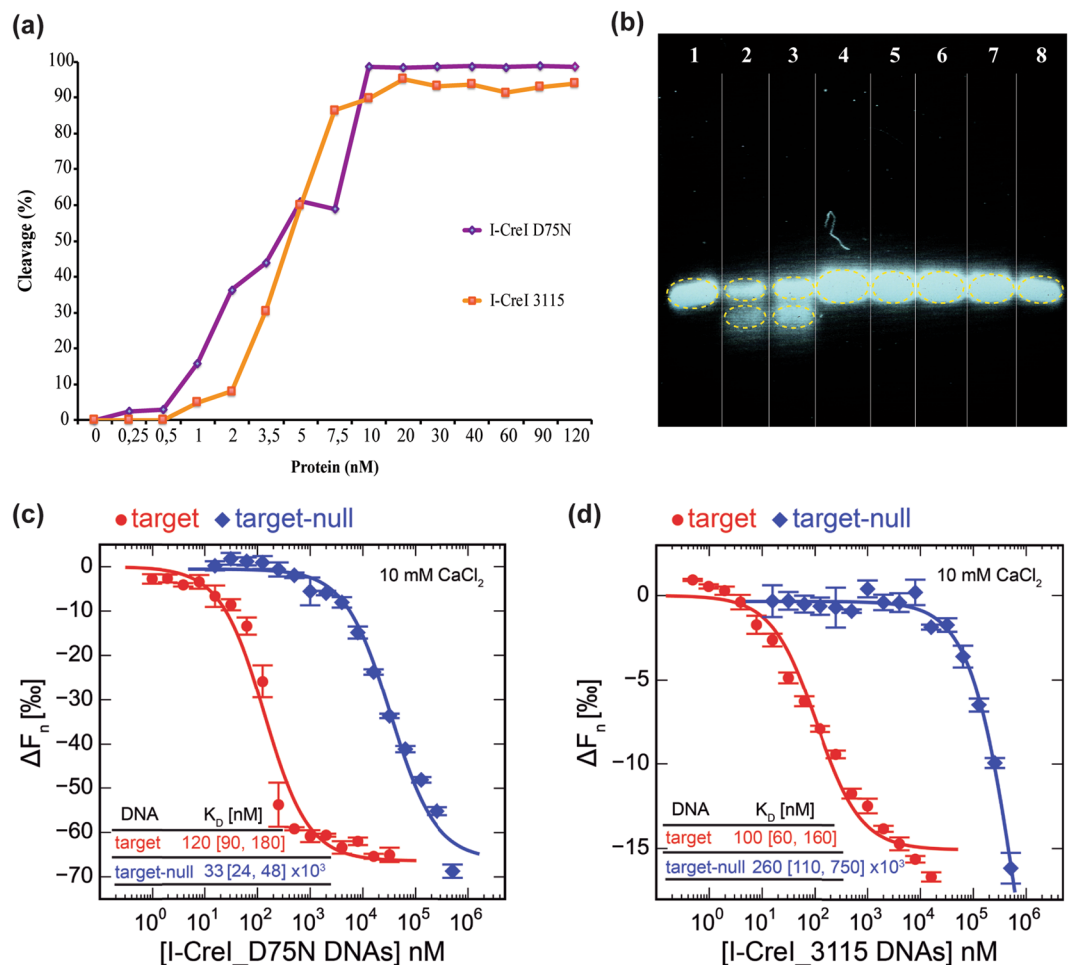 (a)
100
90
80
70
60
50
40
30
20
10
0
Cleavage (%)
0 0,25 0,5 1 2 3,5 5 7,5 10 20 30 40 60 90 120
Protein (nM)
I-CreI D75N
I-CreI 3115
(b)
1 2 3 4 5 6 7 8
(c)
target target-null
10 mM CaCl₂
0
−10
−20
−30
−40
−50
−60
−70
ΔFₙ [‰]
DNA K_D [nM]
target 120 [90, 180]
target-null 33 [24, 48] x10³
10⁰ 10¹ 10² 10³ 10⁴ 10⁵ 10⁶
[I-CreI_D75N DNAs] nM
(d)
target target-null
10 mM CaCl₂
0
−5
−10
−15
ΔFₙ [‰]
DNA K_D [nM]
target 100 [60, 160]
target-null 260 [110, 750] x10³
10⁰ 10¹ 10² 10³ 10⁴ 10⁵ 10⁶
[I-CreI_3115 DNAs] nM